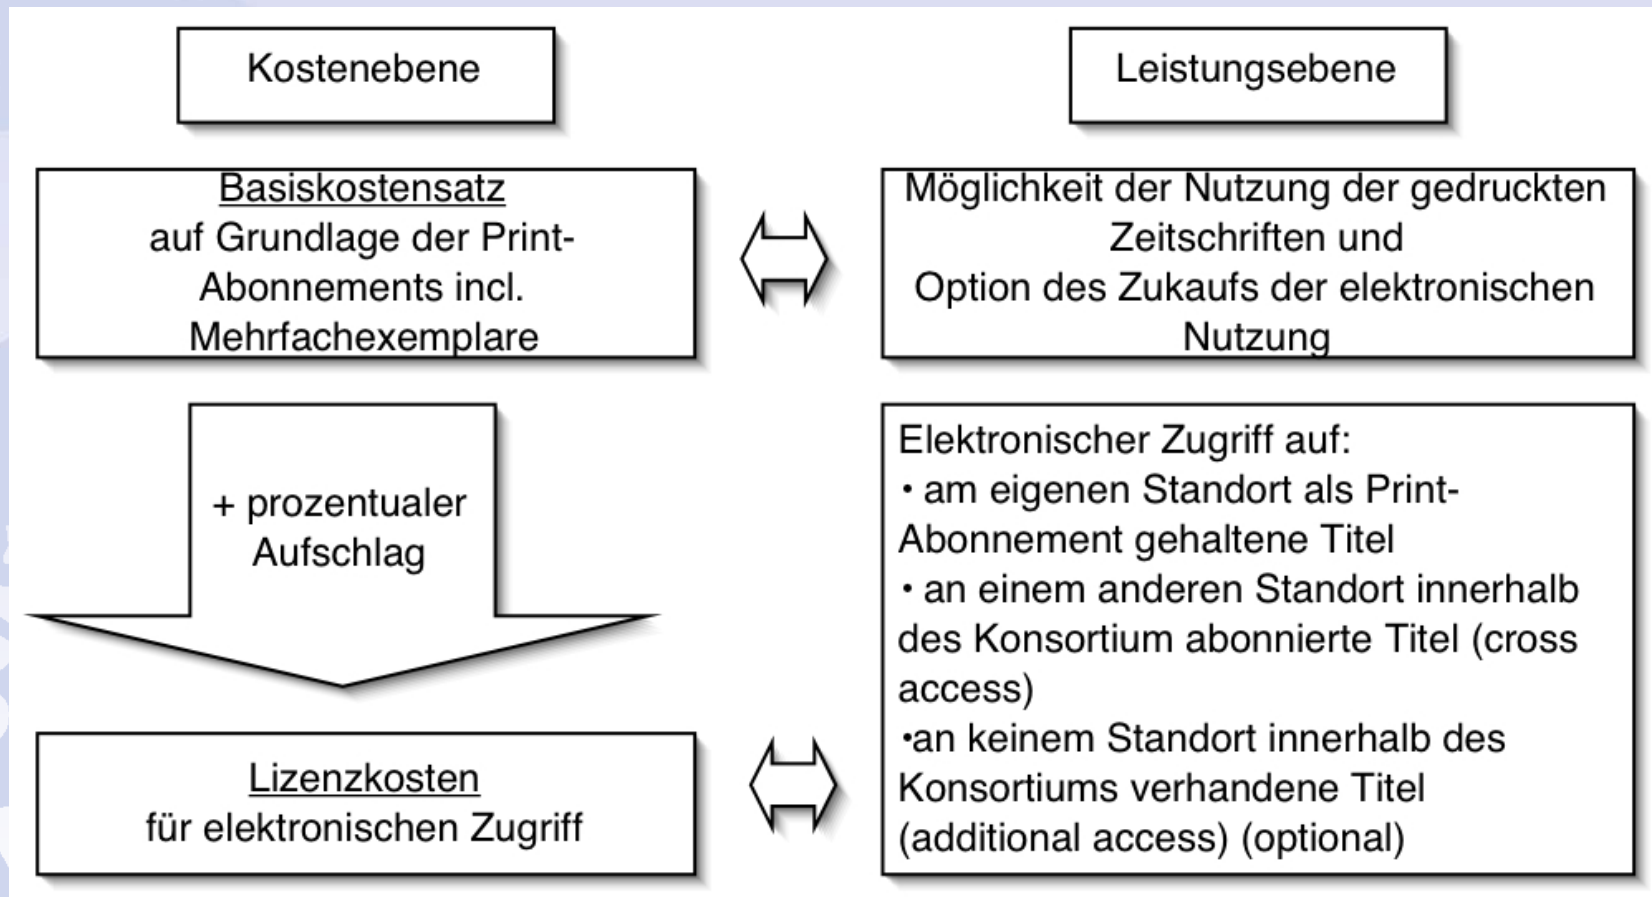 Kostenebene
Leistungsebene
Basiskostensatz
auf Grundlage der Print-
Abonnements incl.
Mehrfachexemplare
Möglichkeit der Nutzung der gedruckten
Zeitschriften und
Option des Zukaufs der elektronischen
Nutzung
+ prozentualer
Aufschlag
Elektronischer Zugriff auf:
• am eigenen Standort als Print-
Abonnement gehaltene Titel
• an einem anderen Standort innerhalb
des Konsortium abonnierte Titel (cross
access)
•an keinem Standort innerhalb des
Konsortiums verhandene Titel
(additional access) (optional)
Lizenzkosten
für elektronischen Zugriff